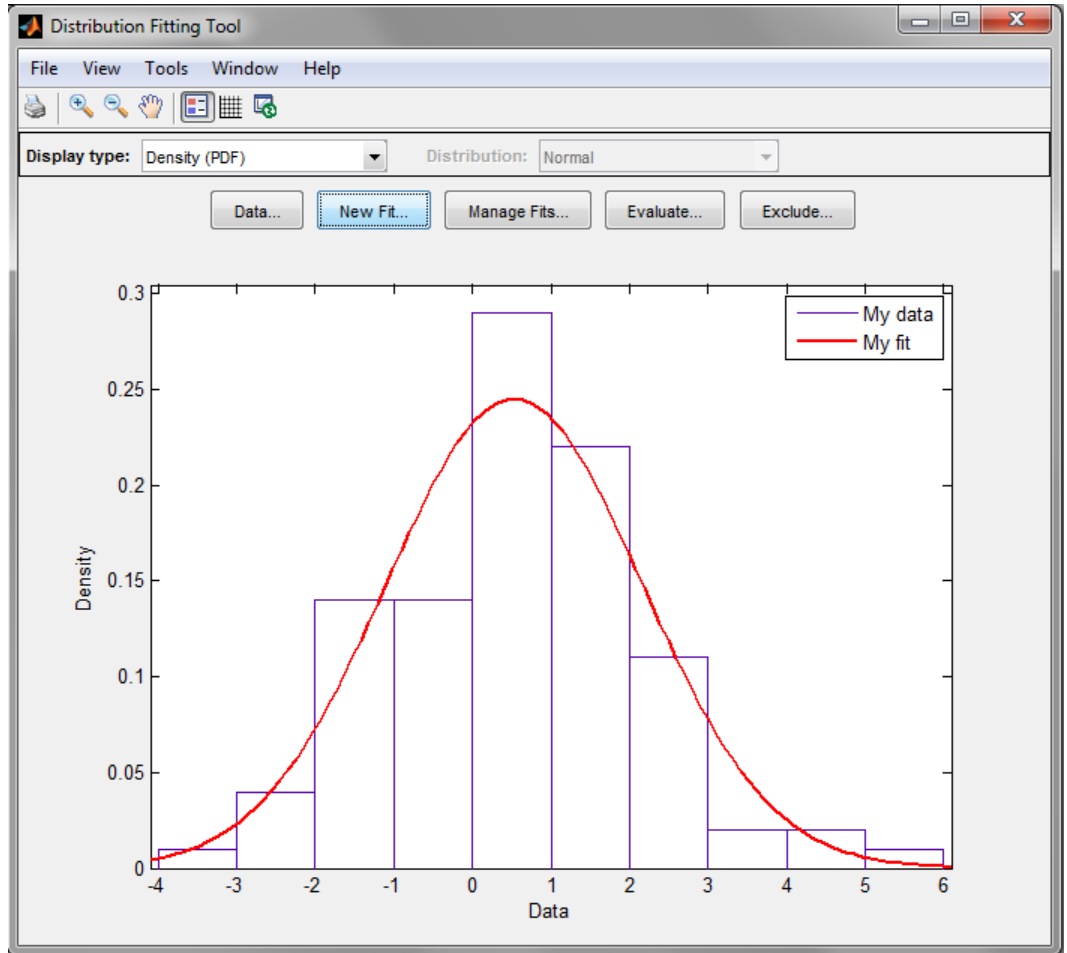 Distribution Fitting Tool
File View Tools Window Help
Display type: Density (PDF) Distribution: Normal
Data... New Fit... Manage Fits... Evaluate... Exclude...
0.3
0.25
0.2
0.15
0.1
0.05
0
Density
My data
My fit
-4 -3 -2 -1 0 1 2 3 4 5 6
Data